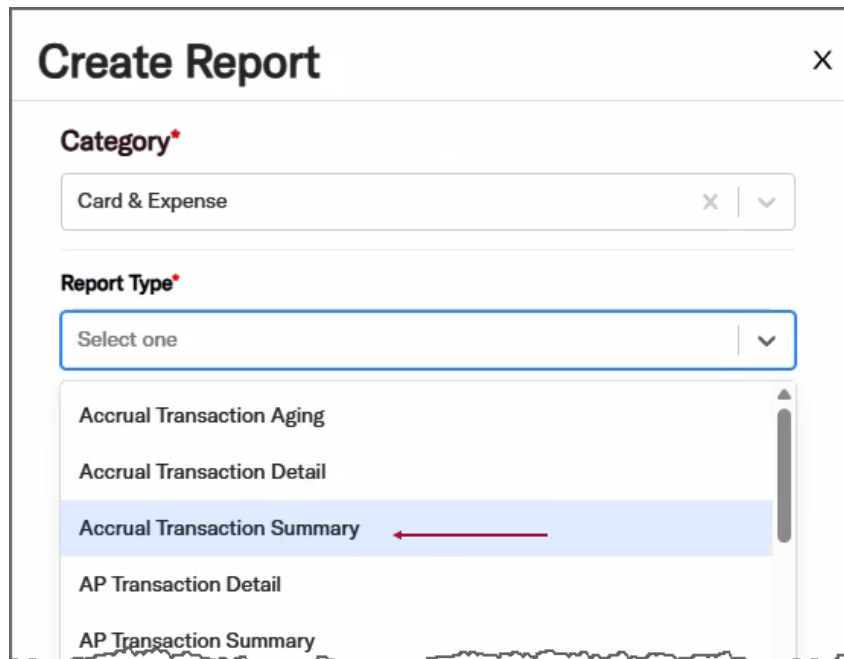 Create Report
Category*
Card & Expense
Report Type*
Select one
Accrual Transaction Aging
Accrual Transaction Detail
Accrual Transaction Summary
AP Transaction Detail
AP Transaction Summary